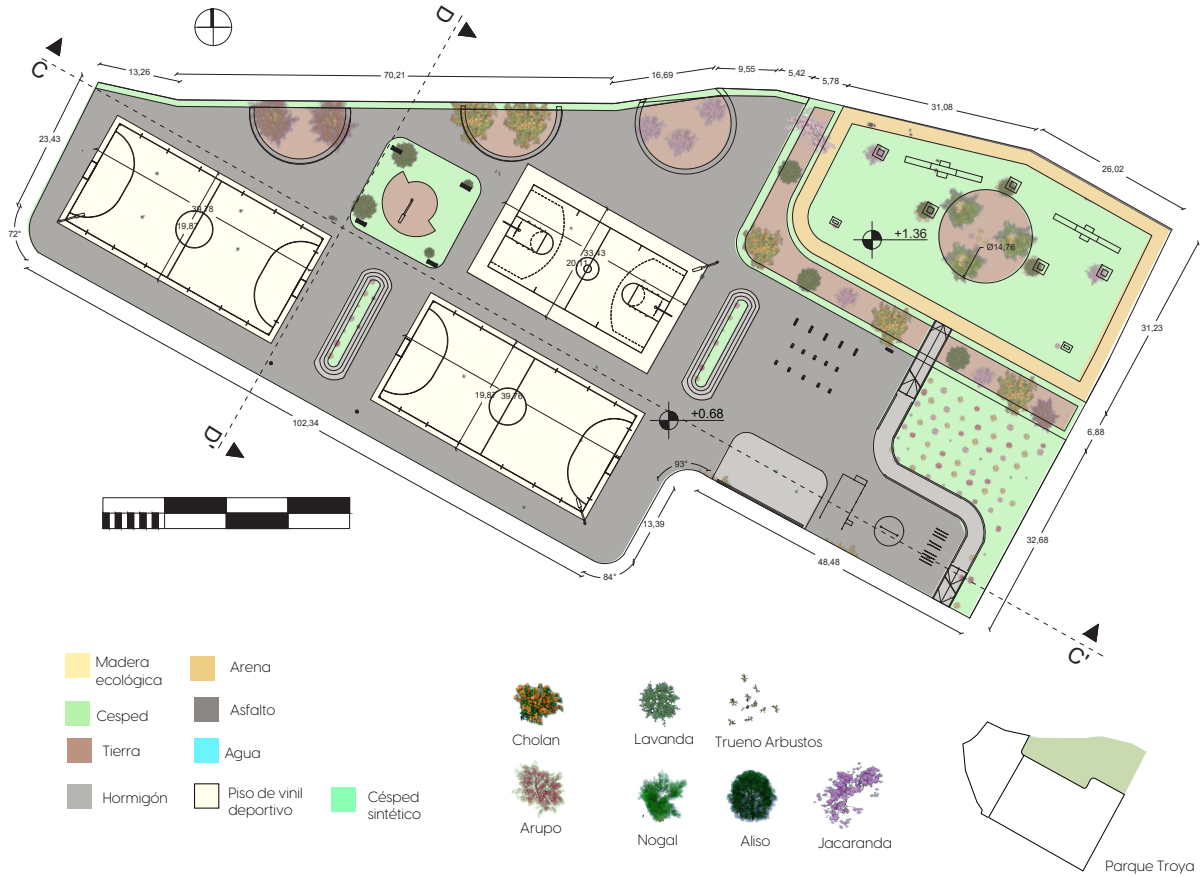 D
C
13,26
70,21
16,69
9,55
5,42
5,78
31,08
26,02
23,43
72°
39,78
19,87
33,43
20,11
+1.36
Ø14,76
31,23
19,87
39,76
+0.68
6,88
102,34
D'
93°
13,39
84°
48,48
32,68
C'
Madera
ecológica
Arena
Cesped
Asfalto
Tierra
Agua
Hormigón
Piso de vinil
deportivo
Césped
sintético
Cholan
Lavanda
Trueno Arbustos
Arupo
Nogal
Aliso
Jacaranda
Parque Troya